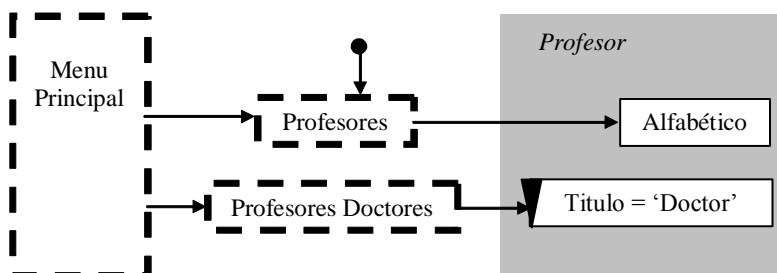 Profesor
Menu
Principal
Profesores
Alfabético
Profesores Doctores
Titulo = ‘Doctor’